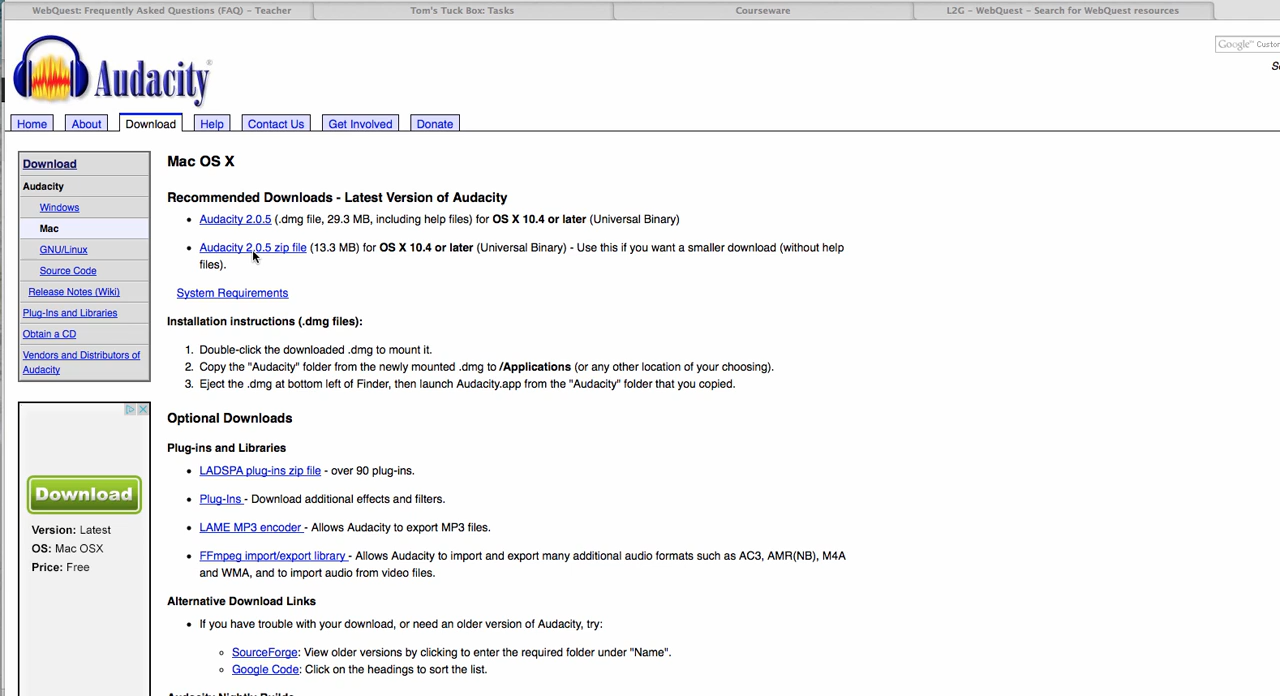 WebQuest: Frequently Asked Questions (FAQ) – Teacher
Tom's Tuck Box: Tasks
Courseware
L2G – WebQuest – Search for WebQuest resources
Google™ Custor
Audacity®
Home
About
Download
Help
Contact Us
Get Involved
Donate
Download
Audacity
Windows
Mac
GNU/Linux
Source Code
Release Notes (Wiki)
Plug-Ins and Libraries
Obtain a CD
Vendors and Distributors of
Audacity
Download
Version: Latest
OS: Mac OSX
Price: Free
Mac OS X
Recommended Downloads - Latest Version of Audacity
• Audacity 2.0.5 (.dmg file, 29.3 MB, including help files) for OS X 10.4 or later (Universal Binary)
• Audacity 2.0.5 zip file (13.3 MB) for OS X 10.4 or later (Universal Binary) - Use this if you want a smaller download (without help
files).
System Requirements
Installation instructions (.dmg files):
1. Double-click the downloaded .dmg to mount it.
2. Copy the "Audacity" folder from the newly mounted .dmg to /Applications (or any other location of your choosing).
3. Eject the .dmg at bottom left of Finder, then launch Audacity.app from the "Audacity" folder that you copied.
Optional Downloads
Plug-ins and Libraries
• LADSPA plug-ins zip file - over 90 plug-ins.
• Plug-Ins - Download additional effects and filters.
• LAME MP3 encoder - Allows Audacity to export MP3 files.
• FFmpeg import/export library - Allows Audacity to import and export many additional audio formats such as AC3, AMR(NB), M4A
and WMA, and to import audio from video files.
Alternative Download Links
• If you have trouble with your download, or need an older version of Audacity, try:
○ SourceForge: View older versions by clicking to enter the required folder under "Name".
○ Google Code: Click on the headings to sort the list.
Audacity Nightly Builds